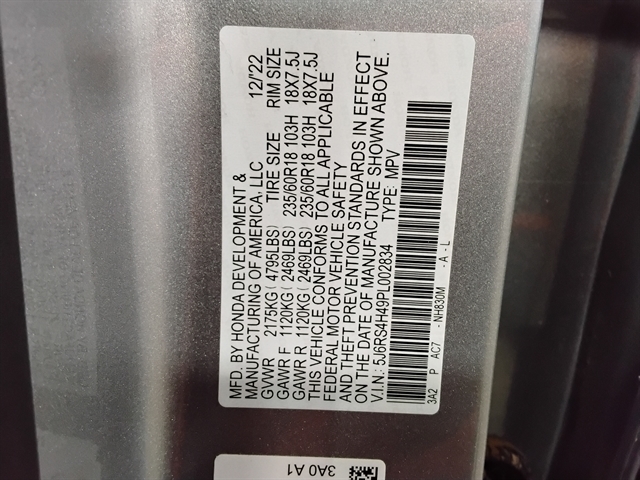 MFD. BY HONDA DEVELOPMENT &
MANUFACTURING OF AMERICA, LLC 12/'22
GVWR 2175KG( 4795LBS) TIRE SIZE RIM SIZE
GAWR F 1120KG( 2469LBS) 235/60R18 103H 18X7.5J
GAWR R 1120KG( 2469LBS) 235/60R18 103H 18X7.5J
THIS VEHICLE CONFORMS TO ALL APPLICABLE
FEDERAL MOTOR VEHICLE SAFETY
AND THEFT PREVENTION STANDARDS IN EFFECT
ON THE DATE OF MANUFACTURE SHOWN ABOVE.
V.I.N.: 5J6RS4H49PL002834 TYPE: MPV
3A2 P AC7 -NH830M -A-L
3A0 A1